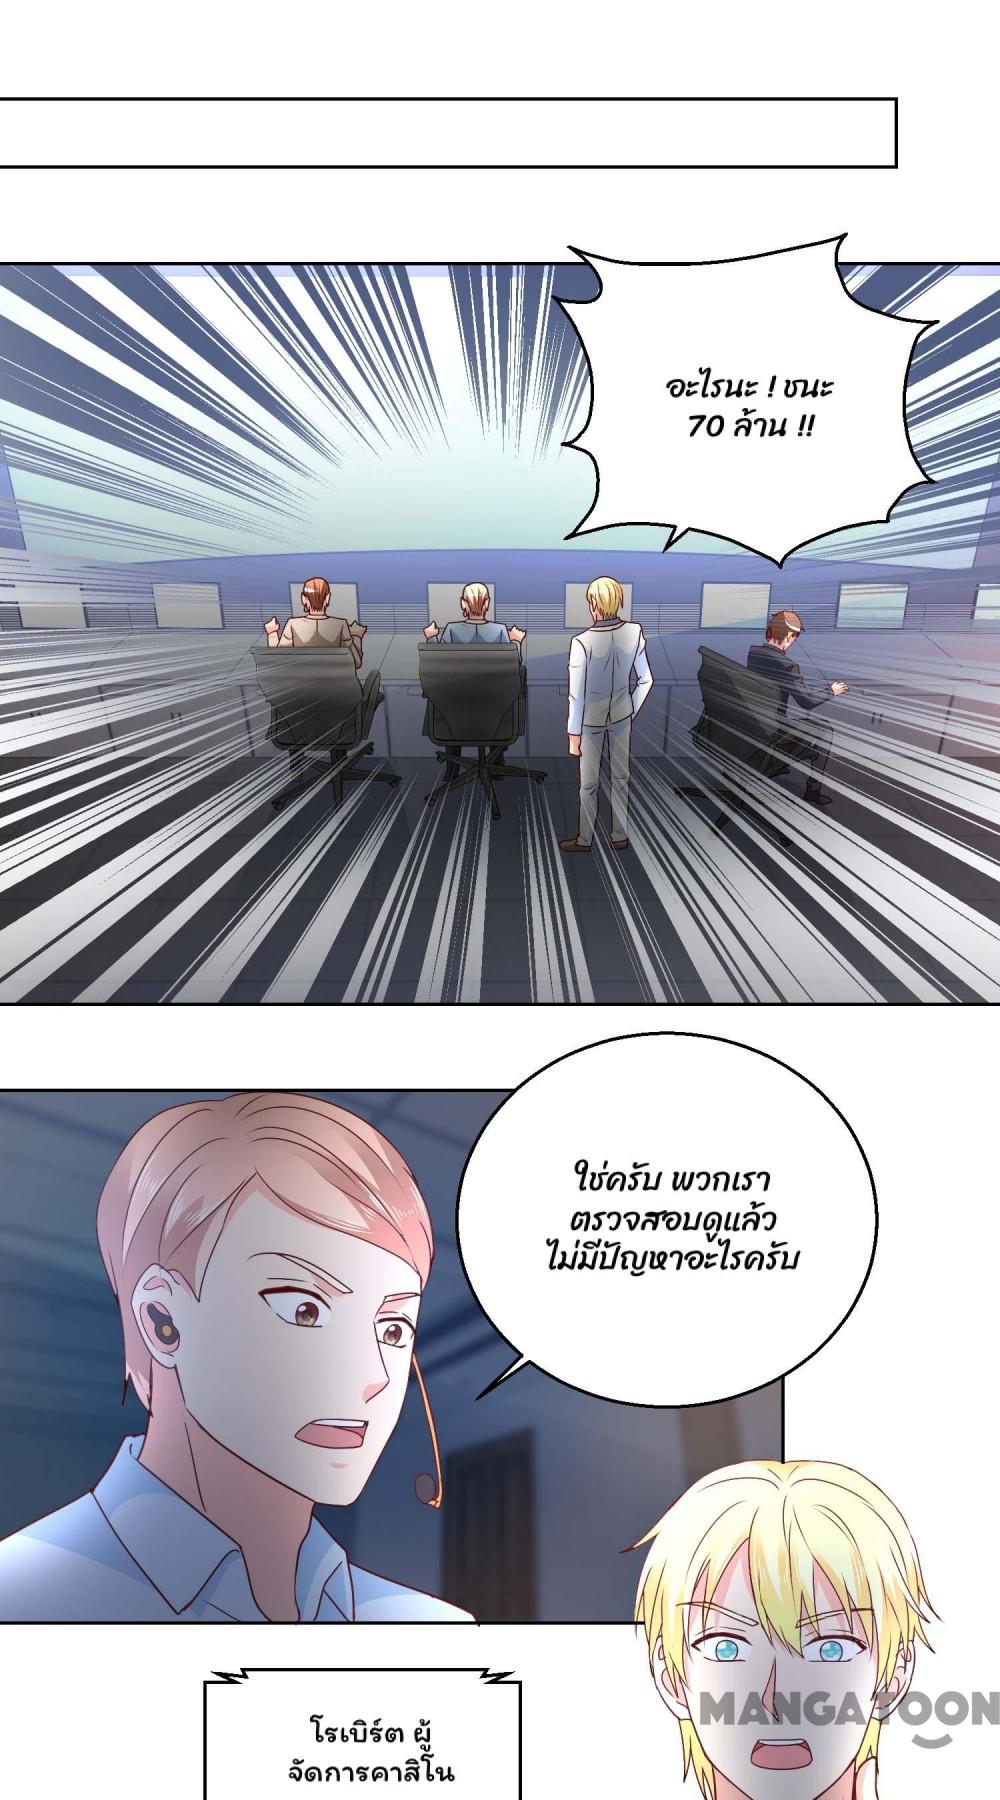 อะไรนะ ! ชนะ
70 ล้าน !!
ใช่ครับ พวกเรา
ตรวจสอบดูแล้ว
ไม่มีปัญหาอะไรครับ
MANGATOON
โรเบิร์ต ผู้
จัดการคาสิโน